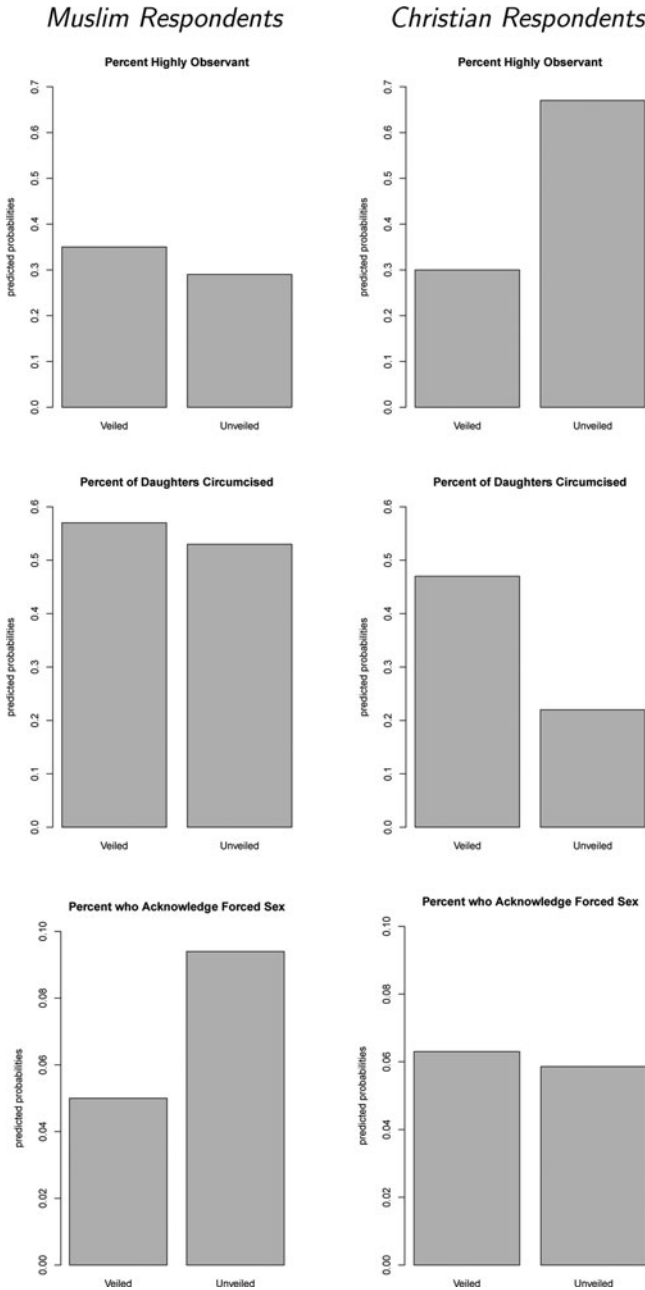 Muslim Respondents
Christian Respondents
Percent Highly Observant
predicted probabilities
0.7
0.6
0.5
0.4
0.3
0.2
0.1
0.0
Veiled
Unveiled
Percent Highly Observant
predicted probabilities
0.7
0.6
0.5
0.4
0.3
0.2
0.1
0.0
Veiled
Unveiled
Percent of Daughters Circumcised
predicted probabilities
0.6
0.5
0.4
0.3
0.2
0.1
0.0
Veiled
Unveiled
Percent of Daughters Circumcised
predicted probabilities
0.6
0.5
0.4
0.3
0.2
0.1
0.0
Veiled
Unveiled
Percent who Acknowledge Forced Sex
predicted probabilities
0.10
0.08
0.06
0.04
0.02
0.00
Veiled
Unveiled
Percent who Acknowledge Forced Sex
predicted probabilities
0.10
0.08
0.06
0.04
0.02
0.00
Veiled
Unveiled